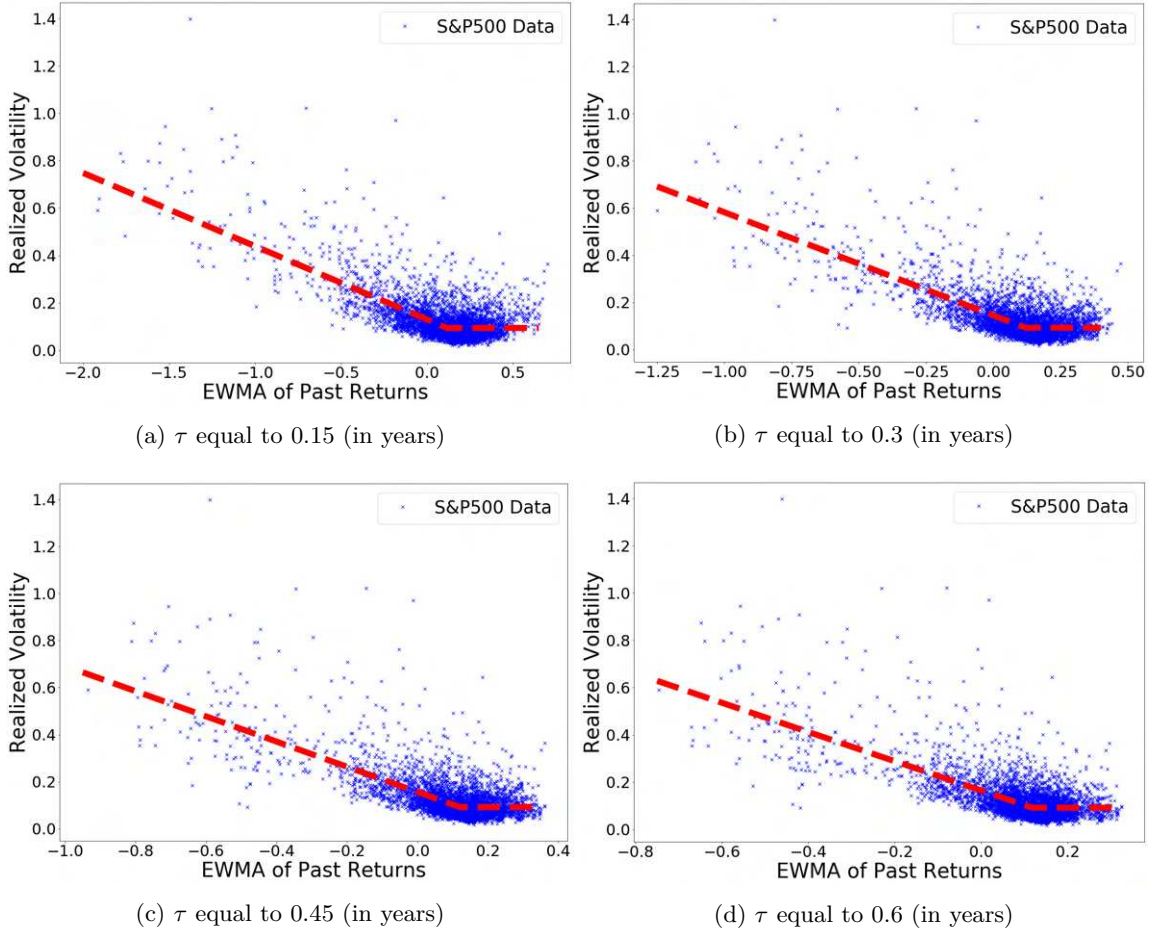 S&P500 Data
1.4
1.2
1.0
0.8
0.6
0.4
0.2
0.0
Realized Volatility
−2.0 −1.5 −1.0 −0.5 0.0 0.5
EWMA of Past Returns
(a) τ equal to 0.15 (in years)
S&P500 Data
1.4
1.2
1.0
0.8
0.6
0.4
0.2
0.0
Realized Volatility
−1.25 −1.00 −0.75 −0.50 −0.25 0.00 0.25 0.50
EWMA of Past Returns
(b) τ equal to 0.3 (in years)
S&P500 Data
1.4
1.2
1.0
0.8
0.6
0.4
0.2
0.0
Realized Volatility
−1.0 −0.8 −0.6 −0.4 −0.2 0.0 0.2 0.4
EWMA of Past Returns
(c) τ equal to 0.45 (in years)
S&P500 Data
1.4
1.2
1.0
0.8
0.6
0.4
0.2
0.0
Realized Volatility
−0.8 −0.6 −0.4 −0.2 0.0 0.2
EWMA of Past Returns
(d) τ equal to 0.6 (in years)